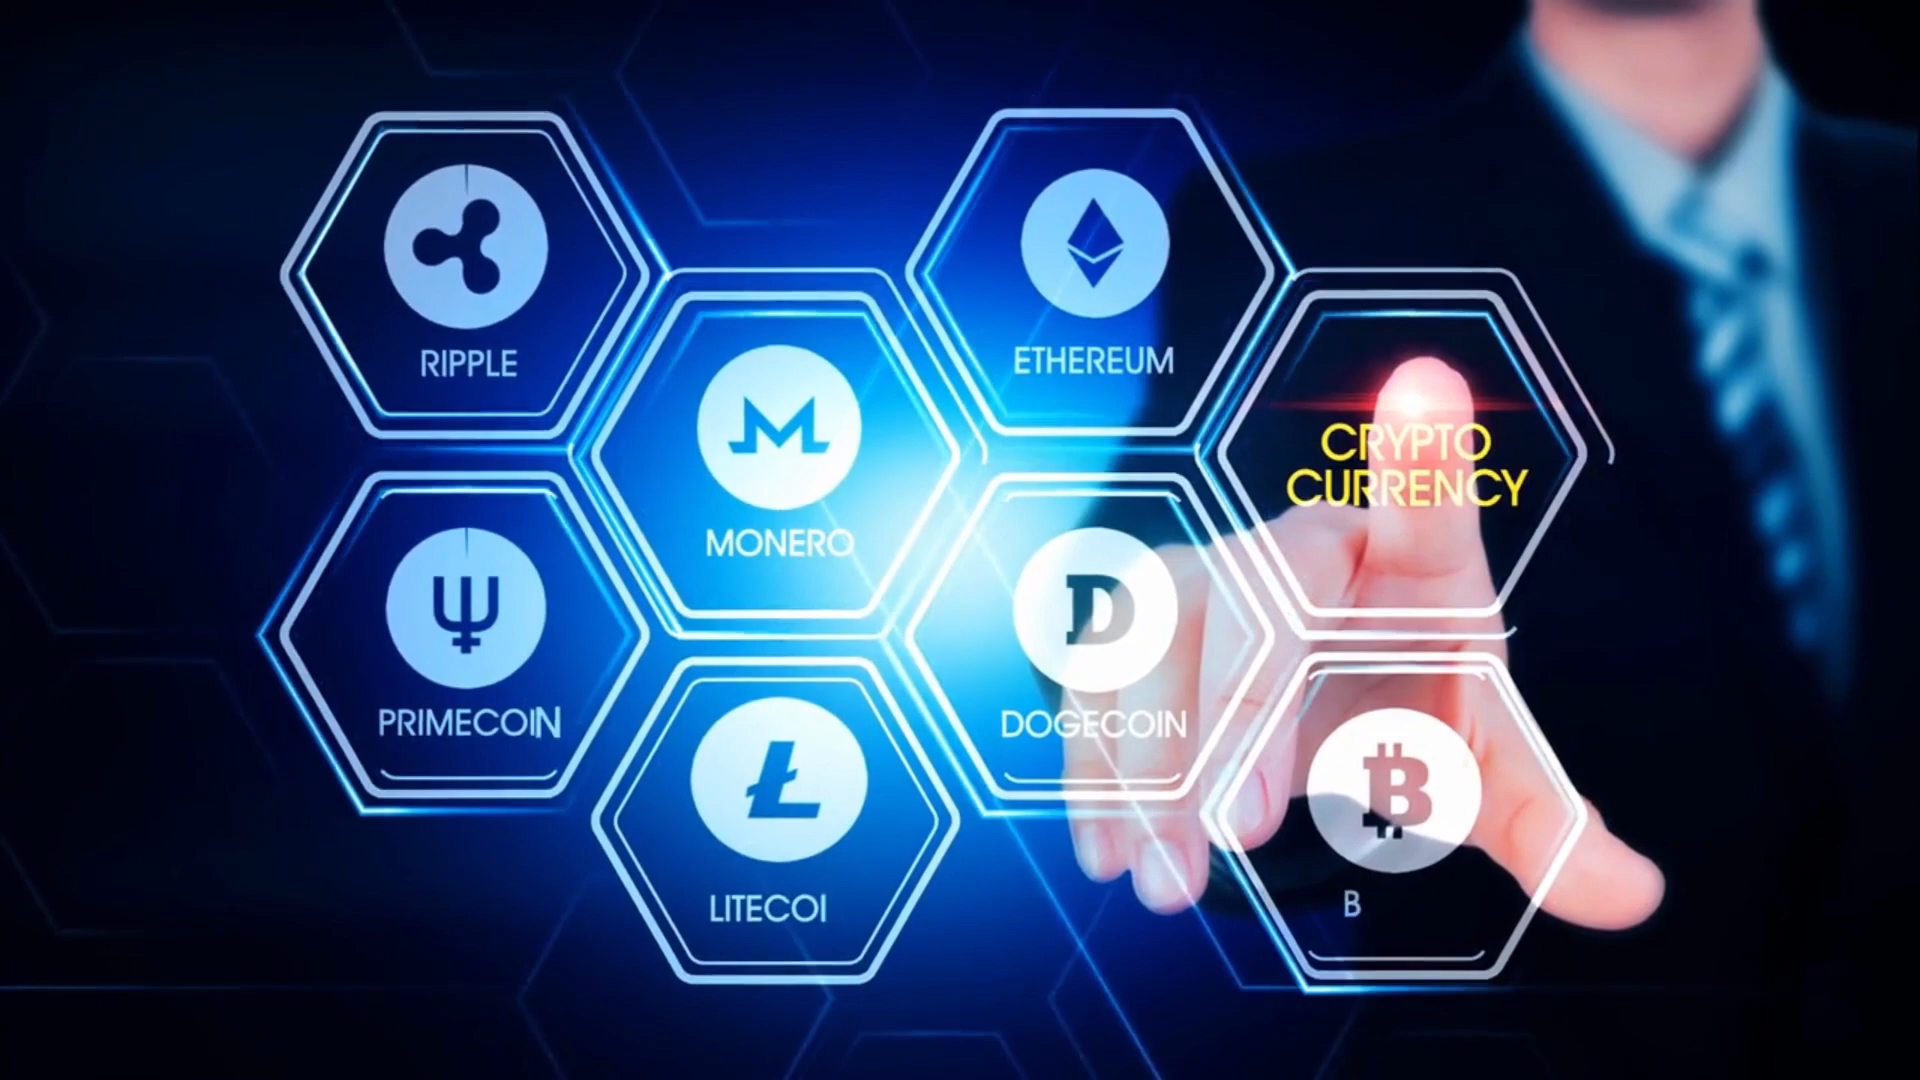 RIPPLE
ETHEREUM
MONERO
CRYPTO
CURRENCY
PRIMECOIN
D
DOGECOIN
LITECOI
B